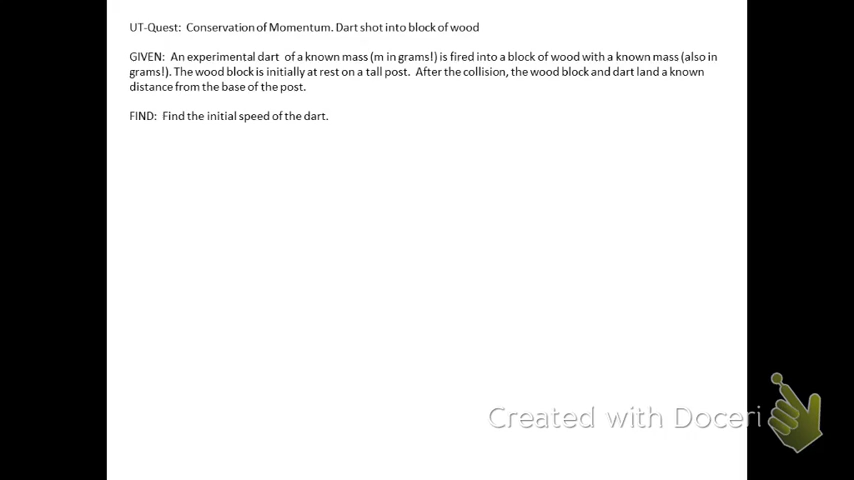 UT-Quest:  Conservation of Momentum. Dart shot into block of wood
GIVEN:  An experimental dart  of a known mass (m in grams!) is fired into a block of wood with a known mass (also in
grams!). The wood block is initially at rest on a tall post.  After the collision, the wood block and dart land a known
distance from the base of the post.
FIND:  Find the initial speed of the dart.
Created with Doceri